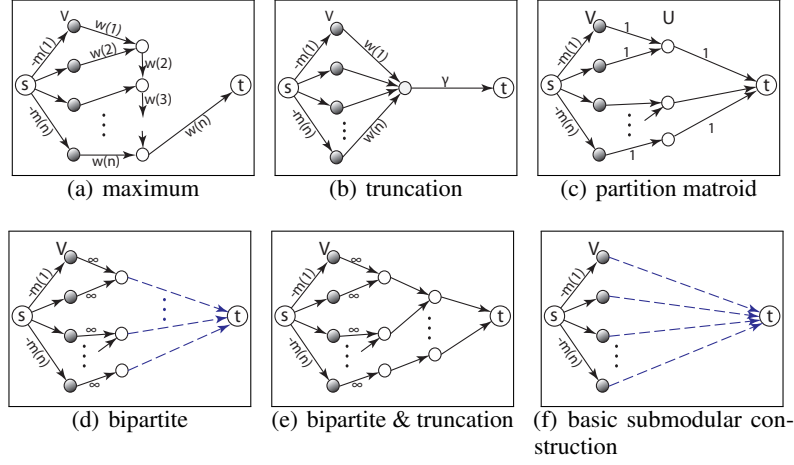 V w(1) -m(1) w(2) w(2) s t w(3) -m(n) w(n) w(n)
(a) maximum
V w(1) -m(1) s γ t -m(n) w(n)
(b) truncation
V U 1 1 -m(1) s t 1 -m(n) 1
(c) partition matroid
V ∞ -m(1) ∞ s ∞ t -m(n) ∞
(d) bipartite
V ∞ -m(1) ∞ s ∞ t -m(n) ∞
(e) bipartite & truncation
V -m(1) s t -m(n)
(f) basic submodular con-
struction